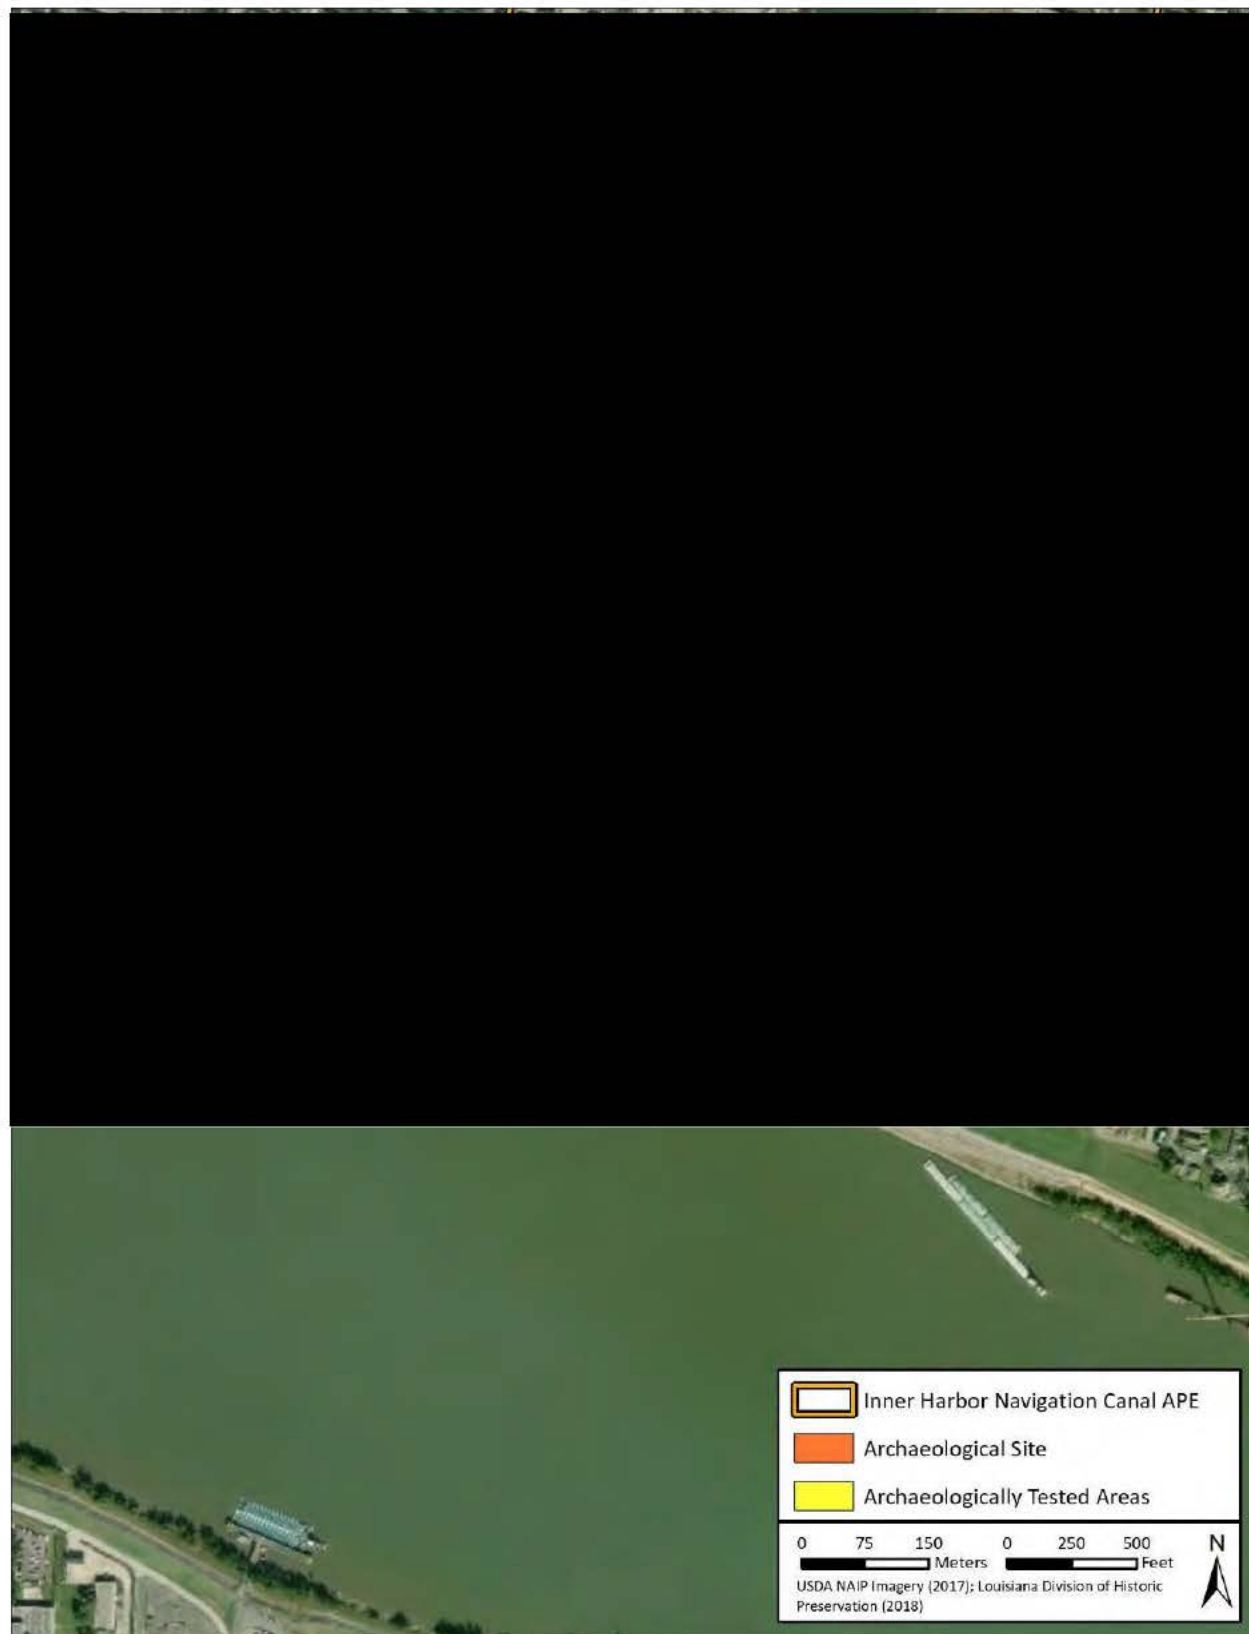 Inner Harbor Navigation Canal APE
Archaeological Site
Archaeologically Tested Areas
0 75 150 0 250 500 N
Meters Feet
USDA NAIP Imagery (2017); Louisiana Division of Historic
Preservation (2018)